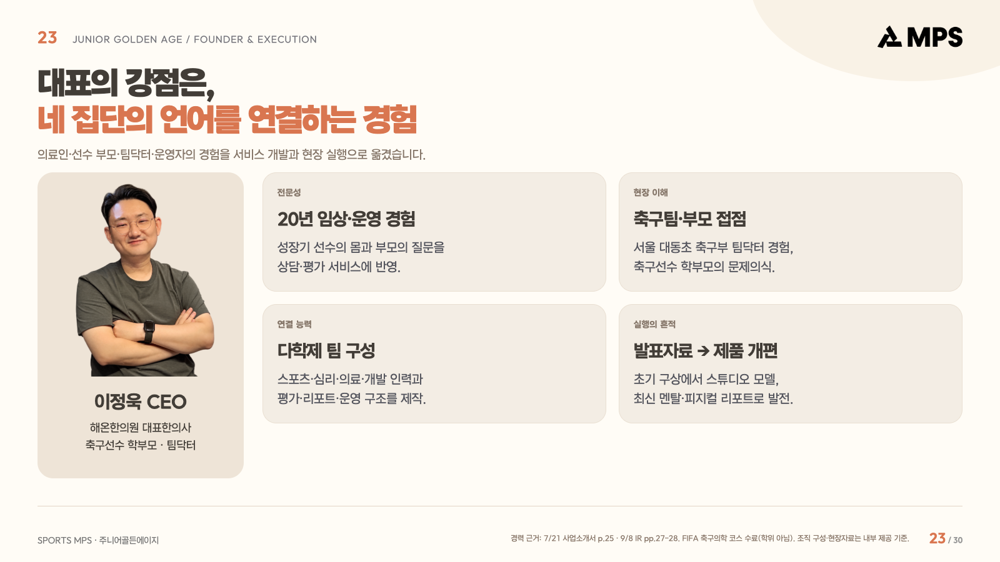 23 JUNIOR GOLDEN AGE / FOUNDER & EXECUTION
MPS
대표의 강점은,
네 집단의 언어를 연결하는 경험
의료인·선수 부모·팀닥터·운영자의 경험을 서비스 개발과 현장 실행으로 옮겼습니다.
이정욱 CEO
해온한의원 대표한의사
축구선수 학부모 · 팀닥터
전문성
20년 임상·운영 경험
성장기 선수의 몸과 부모의 질문을
상담·평가 서비스에 반영.
현장 이해
축구팀·부모 접점
서울 대동초 축구부 팀닥터 경험,
축구선수 학부모의 문제의식.
연결 능력
다학제 팀 구성
스포츠·심리·의료·개발 인력과
평가·리포트·운영 구조를 제작.
실행의 흔적
발표자료 → 제품 개편
초기 구상에서 스튜디오 모델,
최신 멘탈·피지컬 리포트로 발전.
SPORTS MPS · 주니어골든에이지
경력 근거: 7/21 사업소개서 p.25 · 9/8 IR pp.27–28. FIFA 축구의학 코스 수료(학위 아님). 조직 구성·현장자료는 내부 제공 기준.
23 / 30